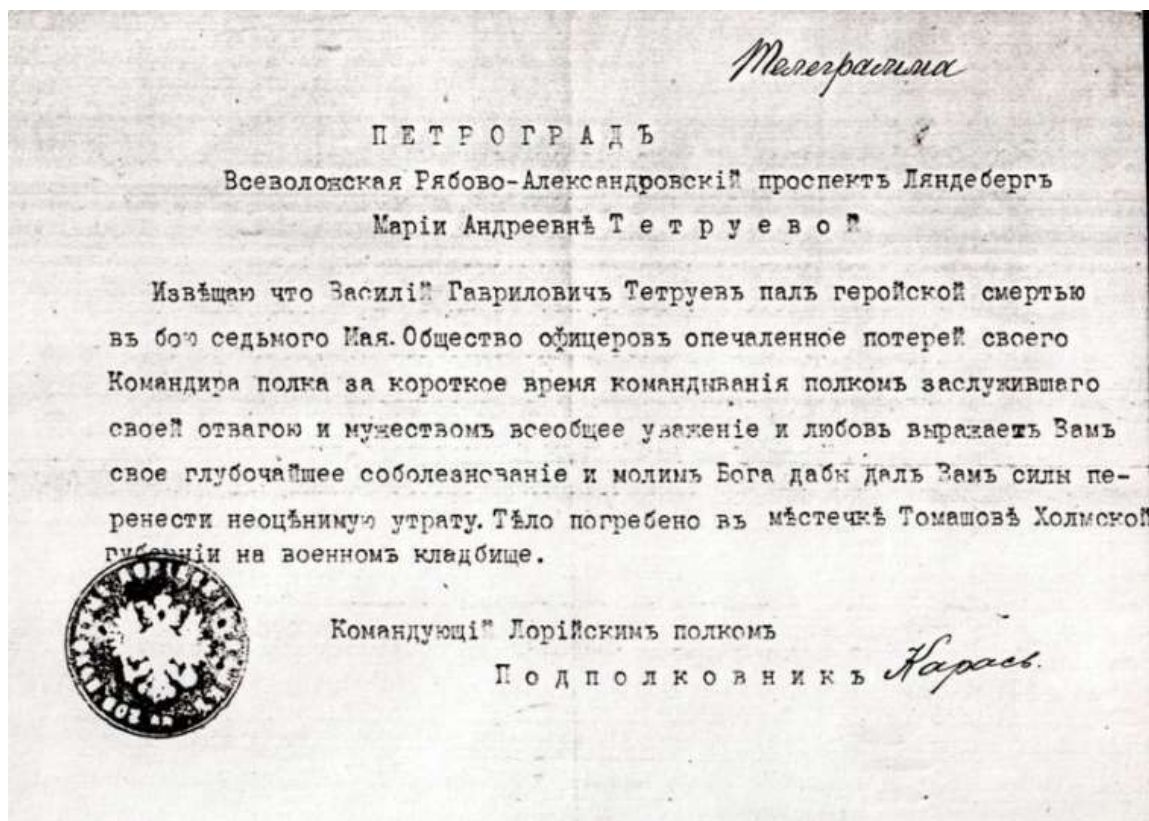 Телеграмма
ПЕТРОГРАДЪ
Всеволожская Рябово-Александровскій проспектъ Ляндебергъ
Маріи Андреевнѣ Тетруевой
Извѣщаю что Василій Гавриловичъ Тетруевъ палъ геройской смертью
въ бою седьмого Мая. Общество офицеровъ опечаленное потерей своего
Командира полка за короткое время командыванія полкомъ заслужившаго
своей отвагою и мужествомъ всеобщее уваженіе и любовь выражаетъ Вамъ
свое глубочайшее соболезнованіе и молимъ Бога дабы далъ Вамъ силы пе-
ренести неоцѣнимую утрату. Тѣло погребено въ мѣстечкѣ Томашовѣ Холмской
губерніи на военномъ кладбище.
Командующій Лорійскимъ полкомъ
Подполковникъ Карась.